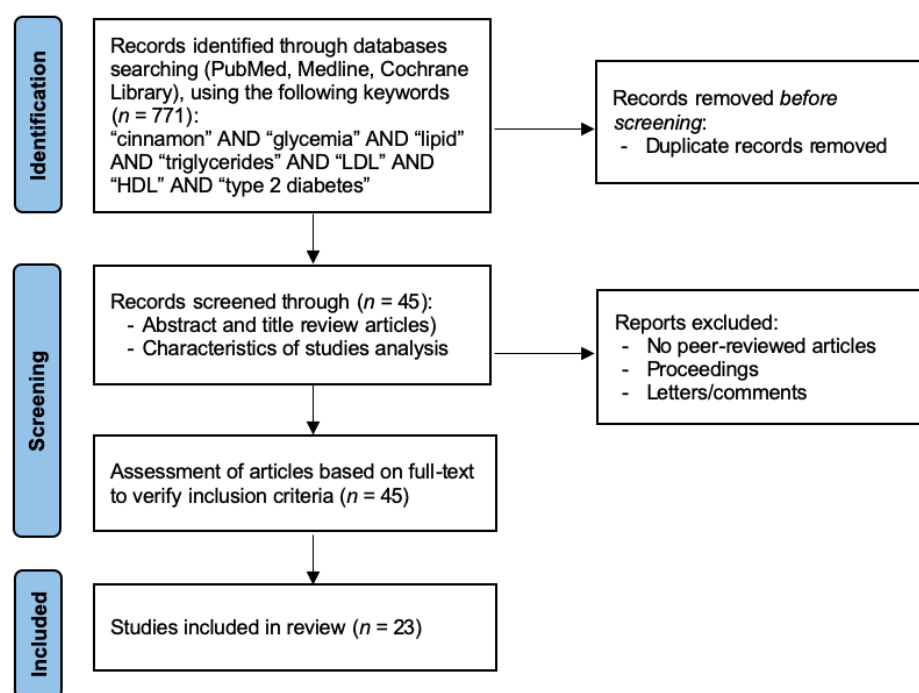 Identification
Records identified through databases
searching (PubMed, Medline, Cochrane
Library), using the following keywords
(n = 771):
“cinnamon” AND “glycemia” AND “lipid”
AND “triglycerides” AND “LDL” AND
“HDL” AND “type 2 diabetes”
Records removed before
screening:
- Duplicate records removed
Screening
Records screened through (n = 45):
- Abstract and title review articles)
- Characteristics of studies analysis
Reports excluded:
- No peer-reviewed articles
- Proceedings
- Letters/comments
Assessment of articles based on full-text
to verify inclusion criteria (n = 45)
Included
Studies included in review (n = 23)